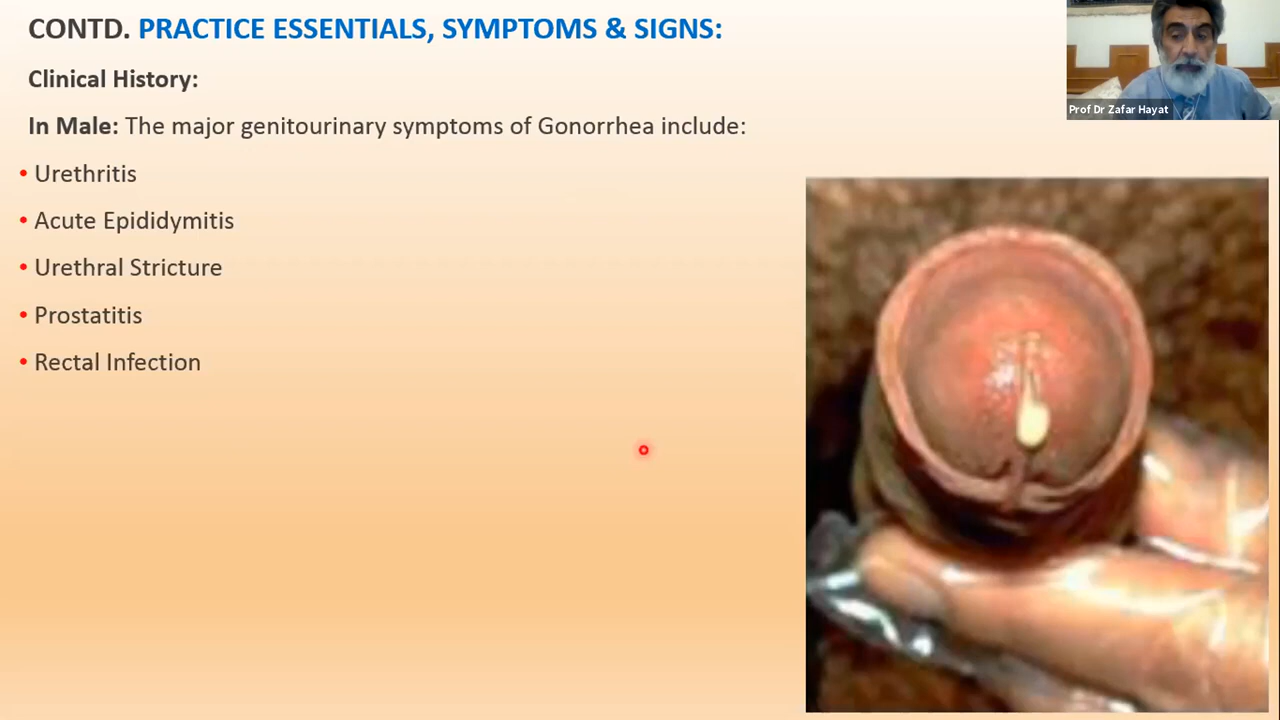 CONTD. PRACTICE ESSENTIALS, SYMPTOMS & SIGNS:
Prof Dr Zafar Hayat
Clinical History:
In Male: The major genitourinary symptoms of Gonorrhea include:
• Urethritis
• Acute Epididymitis
• Urethral Stricture
• Prostatitis
• Rectal Infection